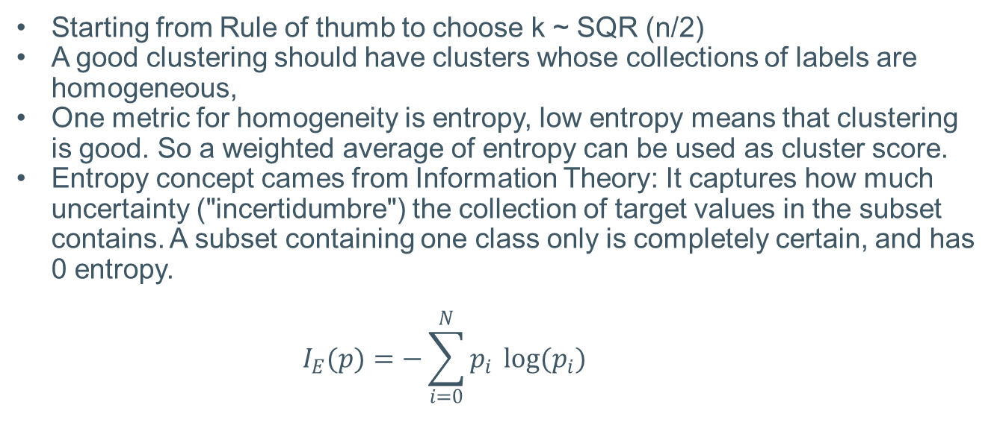 • Starting from Rule of thumb to choose k ~ SQR (n/2)
• A good clustering should have clusters whose collections of labels are
homogeneous,
• One metric for homogeneity is entropy, low entropy means that clustering
is good. So a weighted average of entropy can be used as cluster score.
• Entropy concept cames from Information Theory: It captures how much
uncertainty ("incertidumbre") the collection of target values in the subset
contains. A subset containing one class only is completely certain, and has
0 entropy.
N
I_E(p) = − ∑ p_i log(p_i)
i=0